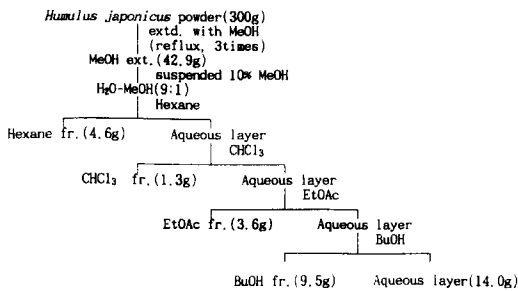 Humulus japonicus powder(300g)
extd. with MeOH
(reflux, 3times)
MeOH ext.(42.9g)
suspended 10% MeOH
H₂O-MeOH(9:1)
Hexane
Hexane fr.(4.6g) Aqueous layer
CHCl₃
CHCl₃ fr.(1.3g) Aqueous layer
EtOAc
EtOAc fr.(3.6g) Aqueous layer
BuOH
BuOH fr.(9.5g) Aqueous layer(14.0g)